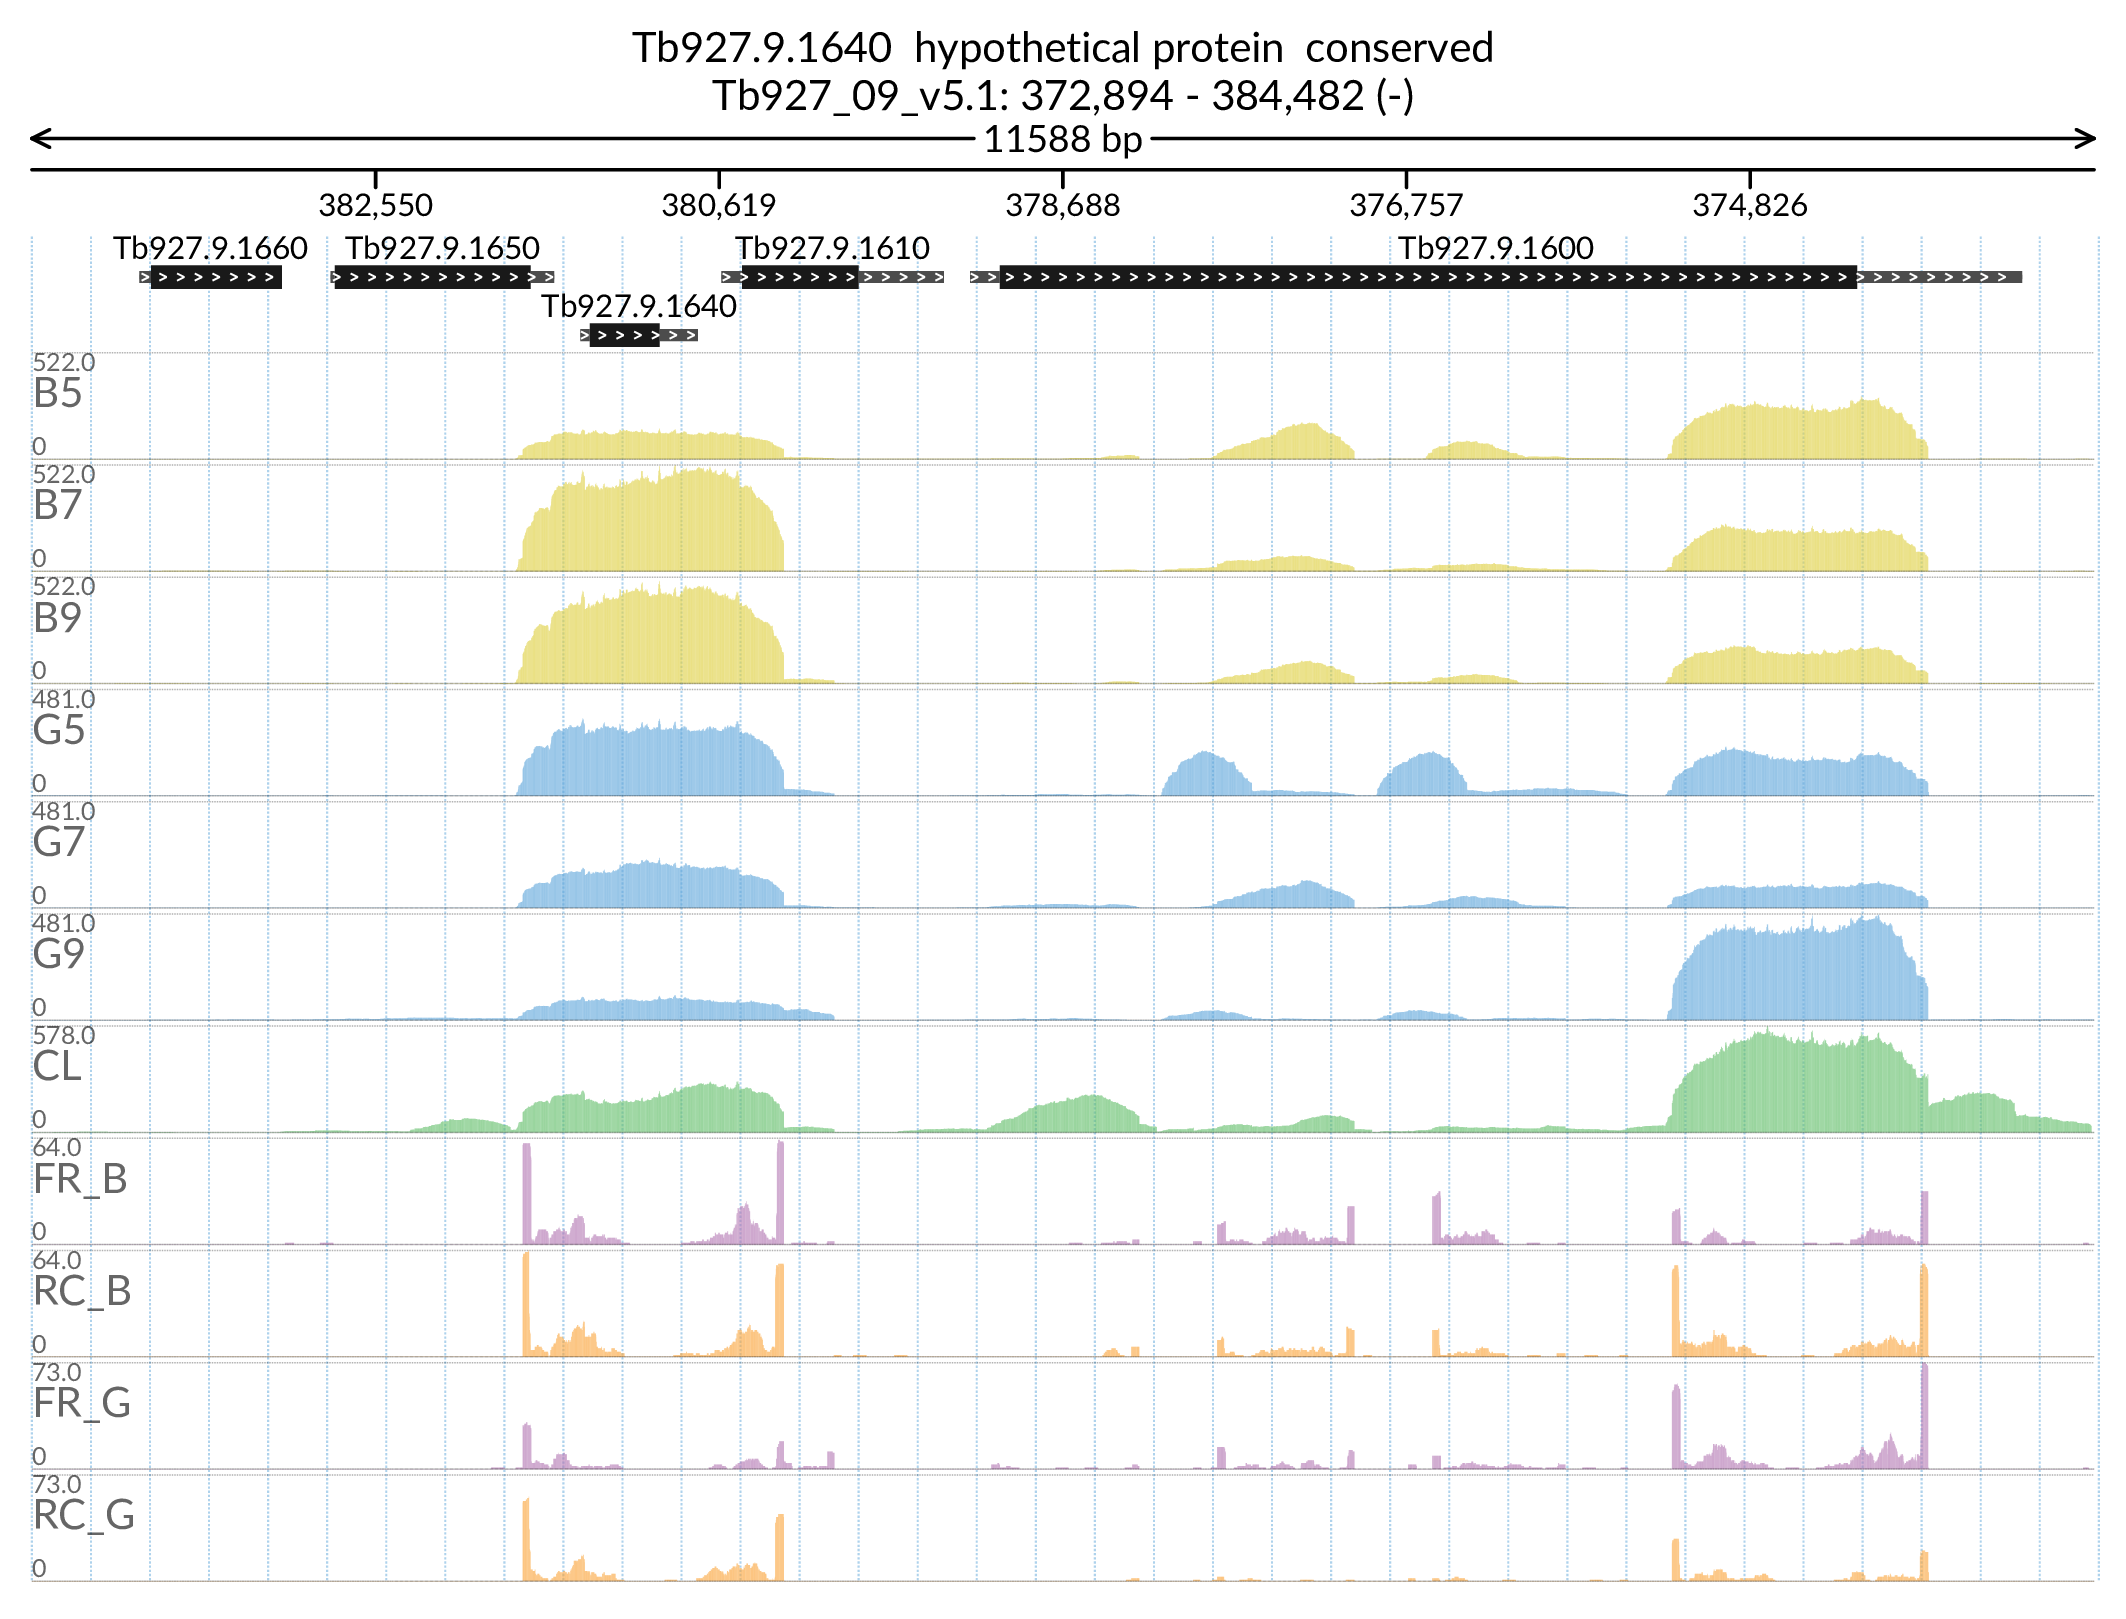 Tb927.9.1640 hypothetical protein conserved
Tb927_09_v5.1: 372,894 - 384,482 (-)
11588 bp
382,550 380,619 378,688 376,757 374,826
Tb927.9.1660 Tb927.9.1650 Tb927.9.1610 Tb927.9.1600
Tb927.9.1640
522.0
B5
0
522.0
B7
0
522.0
B9
0
481.0
G5
0
481.0
G7
0
481.0
G9
0
578.0
CL
0
64.0
FR_B
0
64.0
RC_B
0
73.0
FR_G
0
73.0
RC_G
0